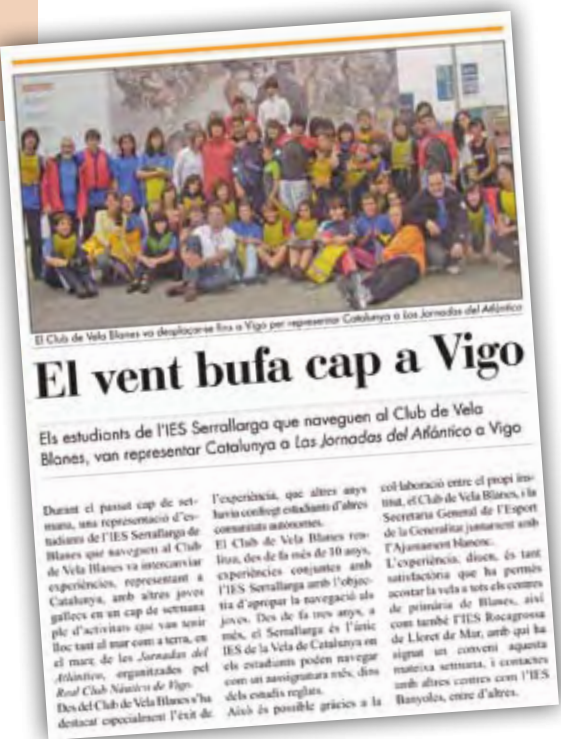 El Club de Vela Blanes va desplaçar-se fins a Vigo per representar Catalunya a Las Jornadas del Atlántico
El vent bufa cap a Vigo
Els estudiants de l'IES Serrallarga que naveguen al Club de Vela
Blanes, van representar Catalunya a Las Jornadas del Atlántico a Vigo
Durant el passat cap de set-
mana, una representació d'es-
tudiants de l'IES Serrallarga de
Blanes que naveguen al Club
de Vela Blanes va intercanviar
experiències, representant a
Catalunya, amb altres joves
gallecs en un cap de setmana
ple d'activitats que van tenir
lloc tant al mar com a terra, en
el marc de les Jornadas del
Atlántico, organitzades pel
Real Club Náutico de Vigo.
Des del Club de Vela Blanes s'ha
destacat especialment l'èxit de
l'experiència, que altres anys
havia conegut estudiants d'altres
comunitats autònomes.
El Club de Vela Blanes rea-
litza, des de fa més de 10 anys,
experiències conjuntes amb
l'IES Serrallarga amb l'objec-
tiu d'apropar la navegació als
joves. Des de fa tres anys, a
més, el Serrallarga és l'únic
IES de la Vela de Catalunya en
els estudiants poden navegar
com un assignatura més, dins
dels estudis reglats.
Això és possible gràcies a la
col·laboració entre el propi ins-
titut, el Club de Vela Blanes, i la
Secretaria General de l'Esport
de la Generalitat juntament amb
l'Ajuntament blanenc.
L'experiència, diuen, és tant
satisfactòria que ha permès
acostar la vela a tots els centres
de primària de Blanes, així
com també l'IES Rocagrossa
de Lloret de Mar, amb qui ha
signat un conveni aquesta
mateixa setmana, i contactes
amb altres centres com l'IES
Banyoles, entre d'altres.